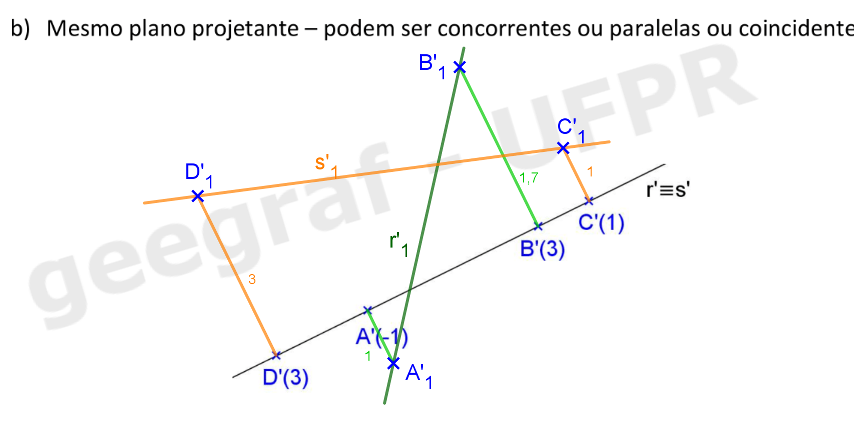 b) Mesmo plano projetante – podem ser concorrentes ou paralelas ou coincidente
B'1
C'1
D'1
s'1
1,7
1
r'≡s'
C'(1)
r'1
B'(3)
3
A'(-1)
1
D'(3)
A'1
geegraf - UFPR